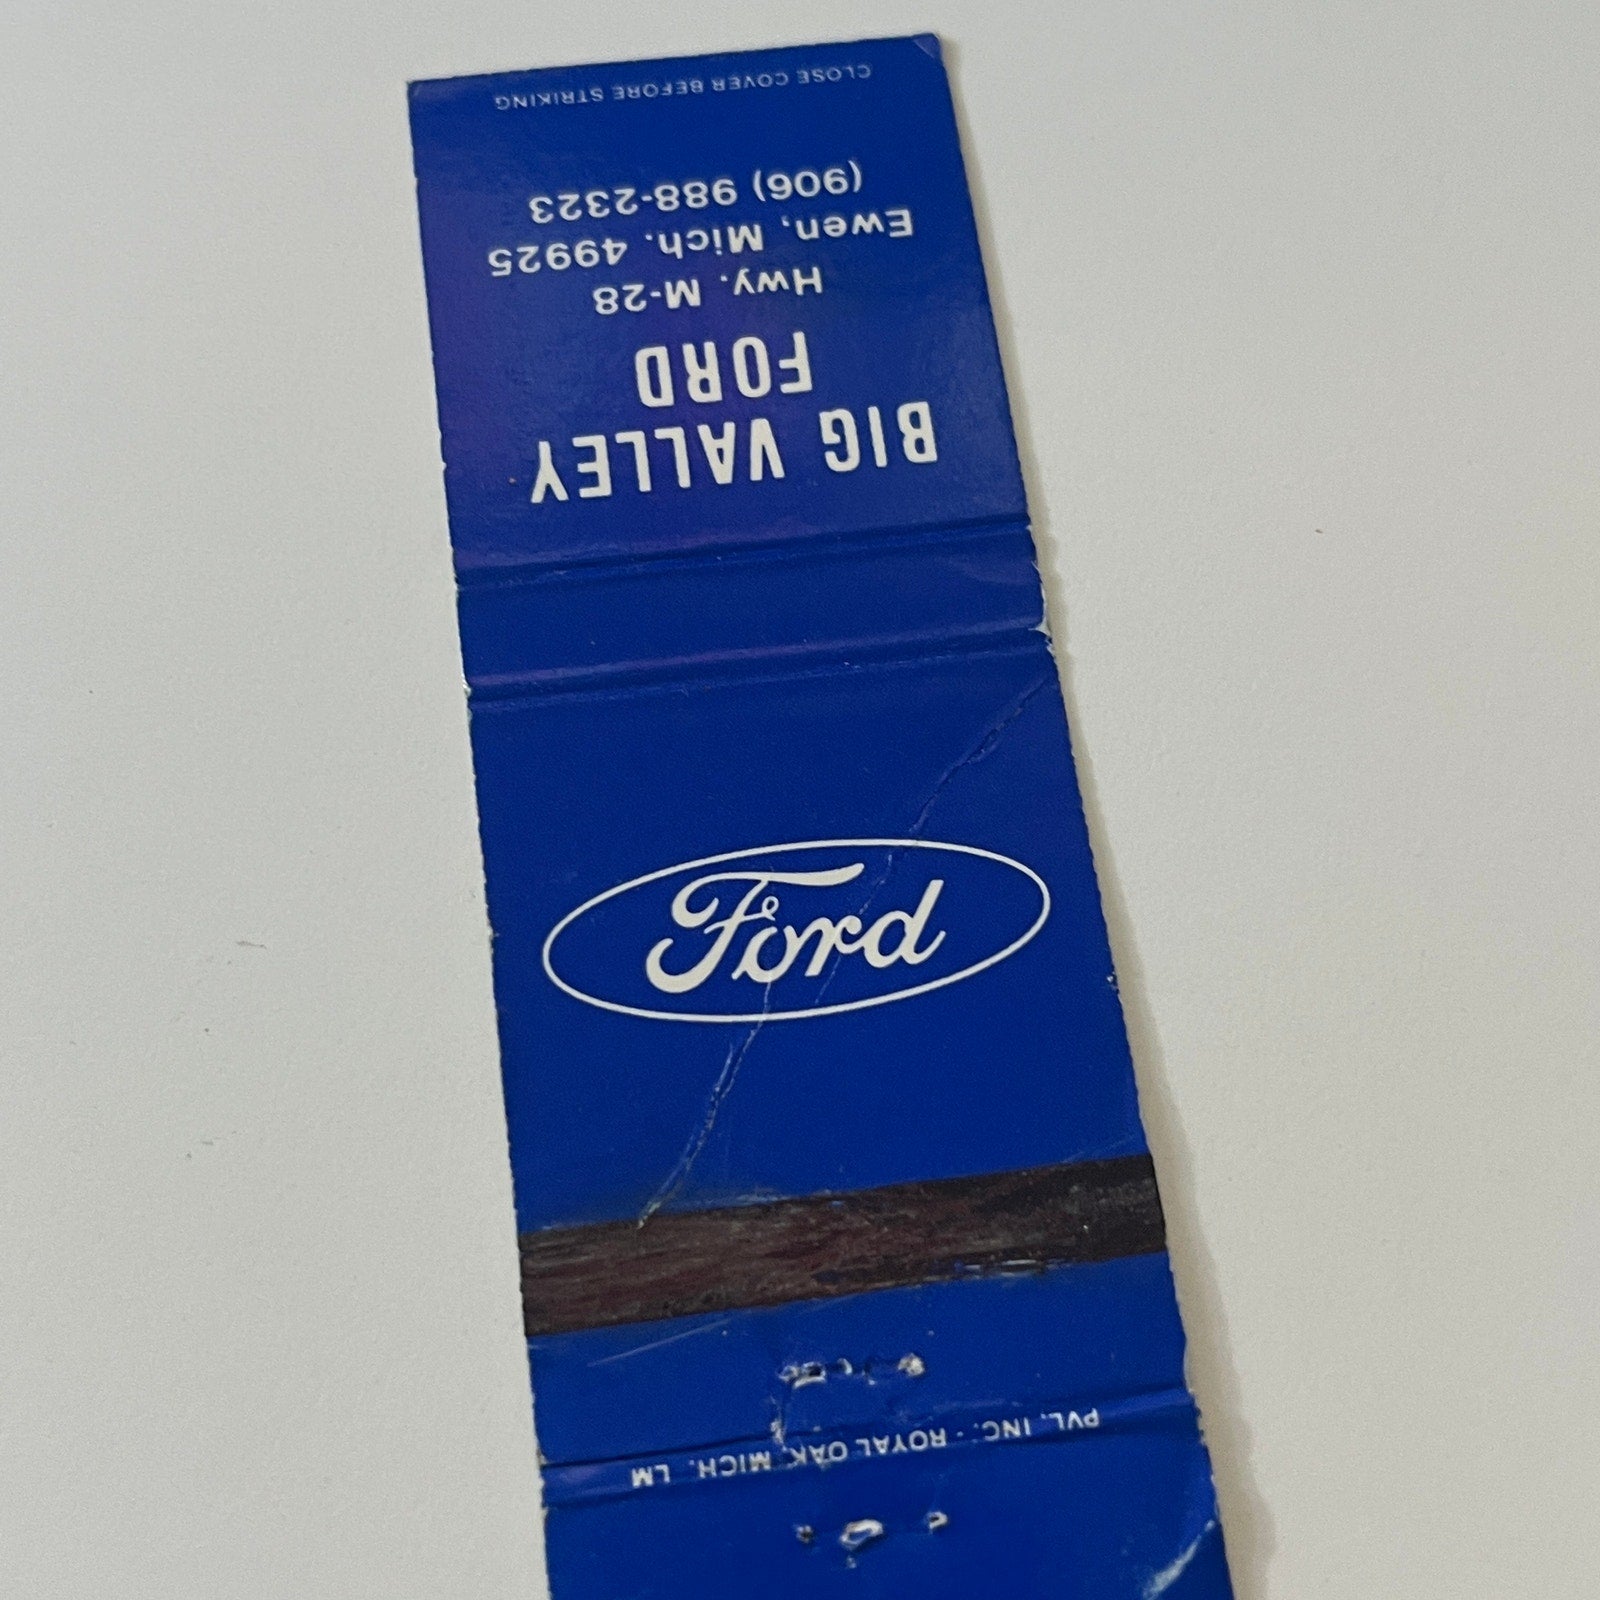 CLOSE COVER BEFORE STRIKING
BIG VALLEY
FORD
Hwy. M-28
Ewen, Mich. 49925
(906) 988-2323
Ford
PVL, INC. - ROYAL OAK, MICH. LM